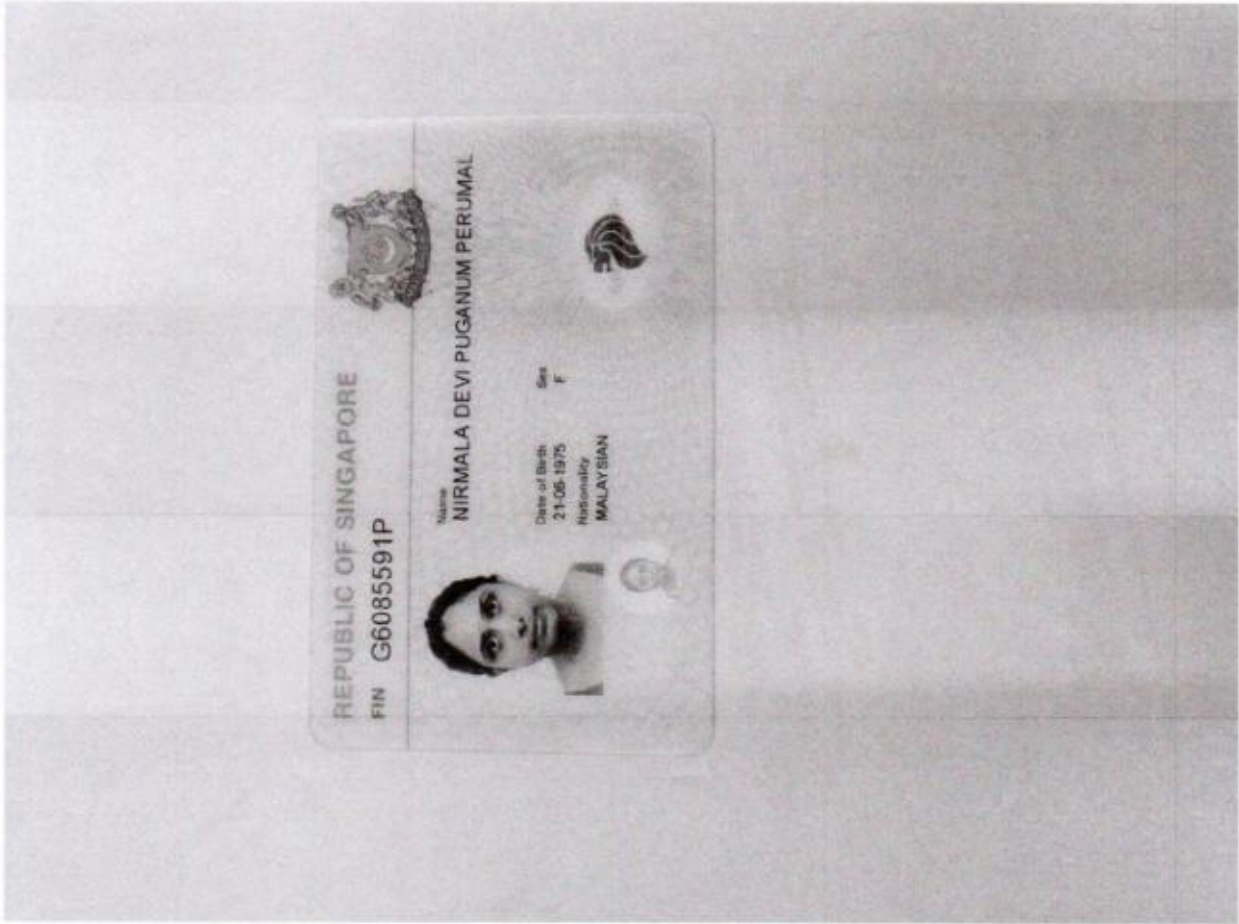 REPUBLIC OF SINGAPORE
FIN G6085591P
Name
NIRMALA DEVI PUGANUM PERUMAL
Date of Birth Sex
21-06-1975 F
Nationality
MALAYSIAN